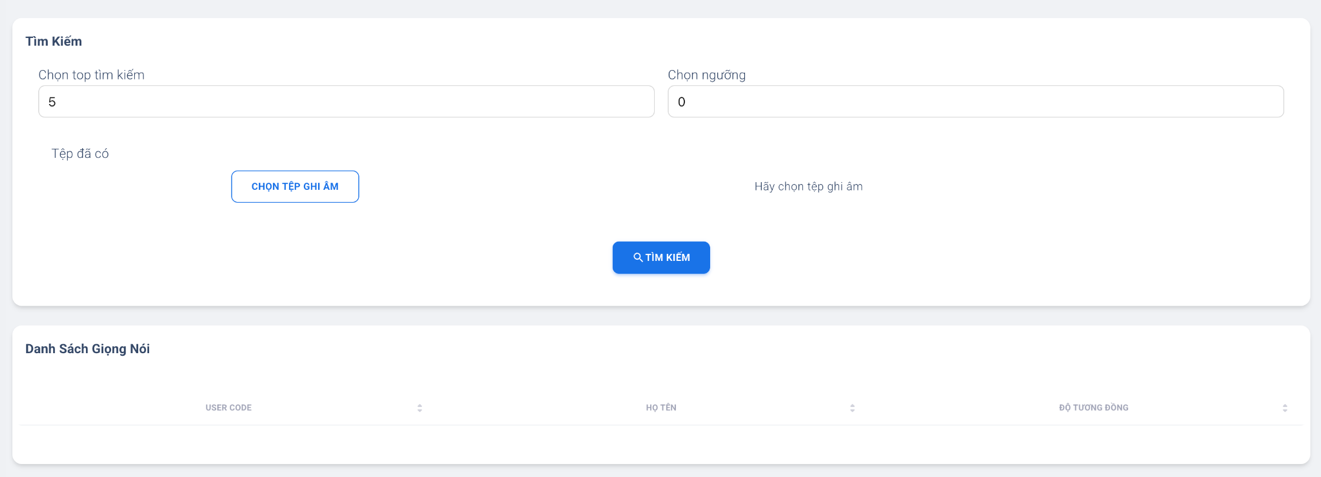 Tìm Kiếm
Chọn top tìm kiếm
Chọn ngưỡng
5
0
Tệp đã có
CHỌN TỆP GHI ÂM
Hãy chọn tệp ghi âm
TÌM KIẾM
Danh Sách Giọng Nói
USER CODE
HỌ TÊN
ĐỘ TƯƠNG ĐỒNG